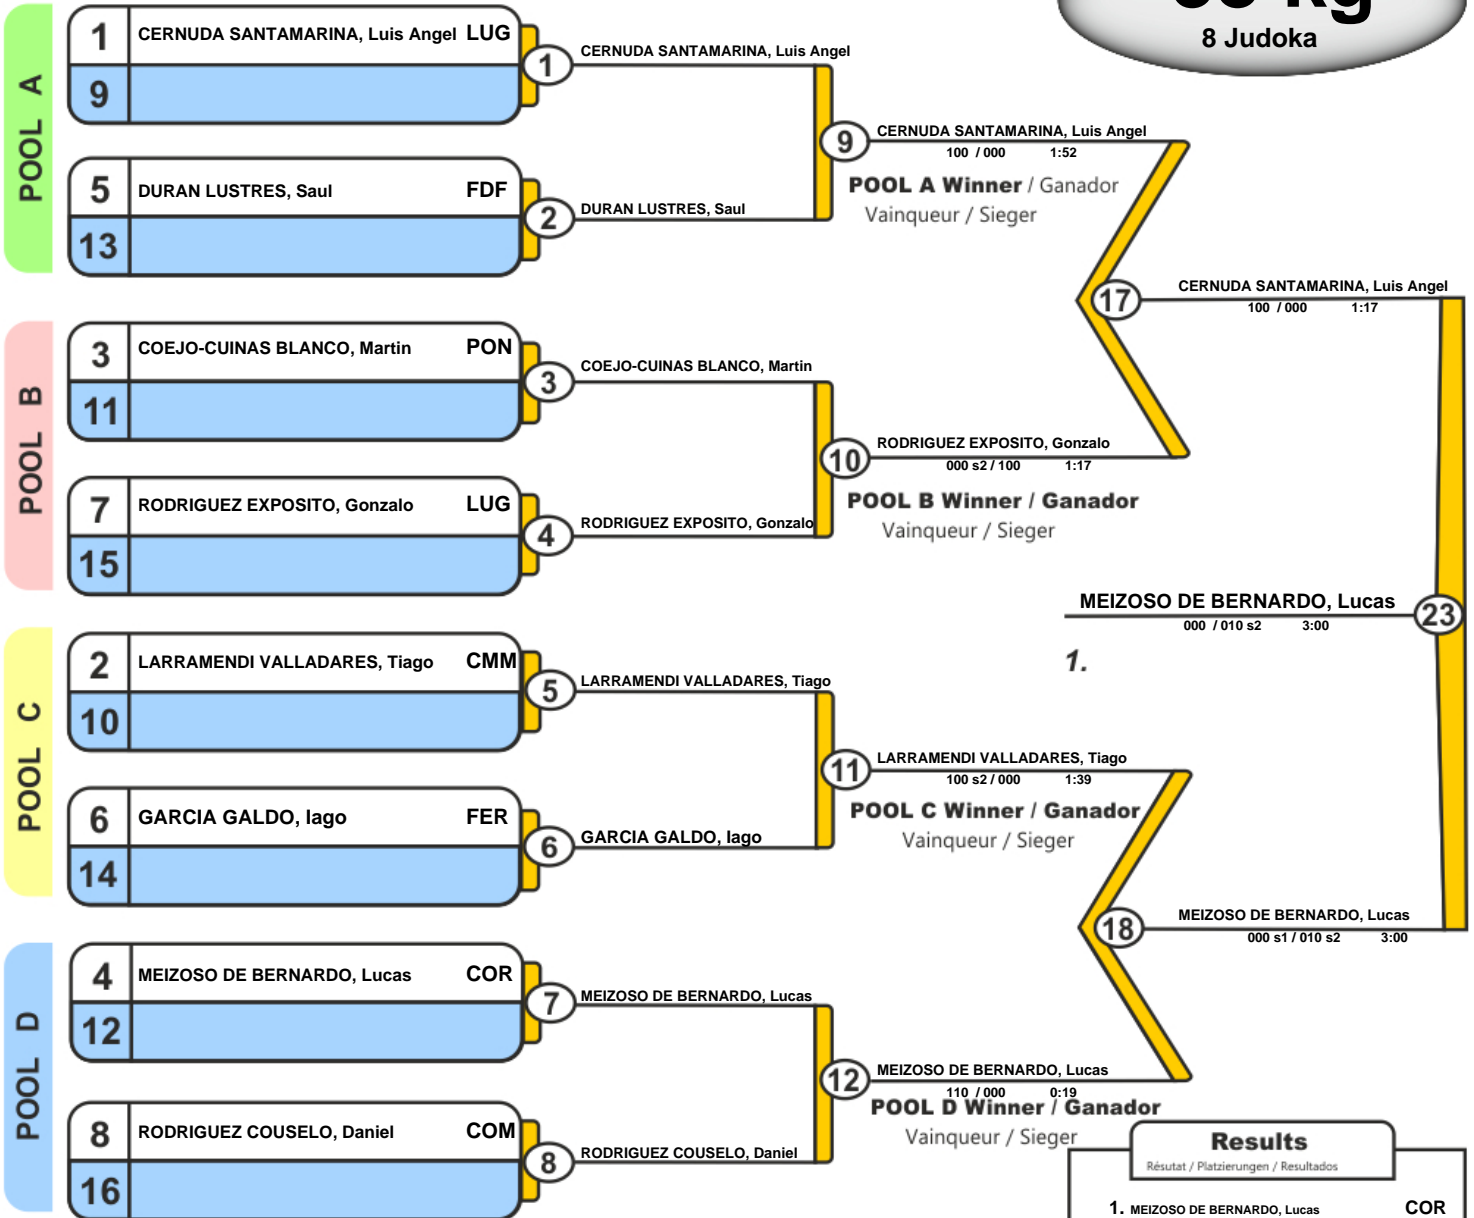 8 Judoka
POOL A
1 CERNUDA SANTAMARINA, Luis Angel LUG
9
1 CERNUDA SANTAMARINA, Luis Angel
5 DURAN LUSTRES, Saul FDF
13
2 DURAN LUSTRES, Saul
9 CERNUDA SANTAMARINA, Luis Angel
100 / 000 1:52
POOL A Winner / Ganador
Vainqueur / Sieger
POOL B
3 COEJO-CUINAS BLANCO, Martin PON
11
3 COEJO-CUINAS BLANCO, Martin
7 RODRIGUEZ EXPOSITO, Gonzalo LUG
15
4 RODRIGUEZ EXPOSITO, Gonzalo
10 RODRIGUEZ EXPOSITO, Gonzalo
000 s2 / 100 1:17
POOL B Winner / Ganador
Vainqueur / Sieger
17 CERNUDA SANTAMARINA, Luis Angel
100 / 000 1:17
MEIZOSO DE BERNARDO, Lucas 23
000 / 010 s2 3:00
1.
POOL C
2 LARRAMENDI VALLADARES, Tiago CMM
10
5 LARRAMENDI VALLADARES, Tiago
6 GARCIA GALDO, Iago FER
14
6 GARCIA GALDO, Iago
11 LARRAMENDI VALLADARES, Tiago
100 s2 / 000 1:39
POOL C Winner / Ganador
Vainqueur / Sieger
18 MEIZOSO DE BERNARDO, Lucas
000 s1 / 010 s2 3:00
POOL D
4 MEIZOSO DE BERNARDO, Lucas COR
12
7 MEIZOSO DE BERNARDO, Lucas
8 RODRIGUEZ COUSELO, Daniel COM
16
8 RODRIGUEZ COUSELO, Daniel
12 MEIZOSO DE BERNARDO, Lucas
110 / 000 0:19
POOL D Winner / Ganador
Vainqueur / Sieger
Results
Résutat / Platzierungen / Resultados
1. MEIZOSO DE BERNARDO, Lucas COR